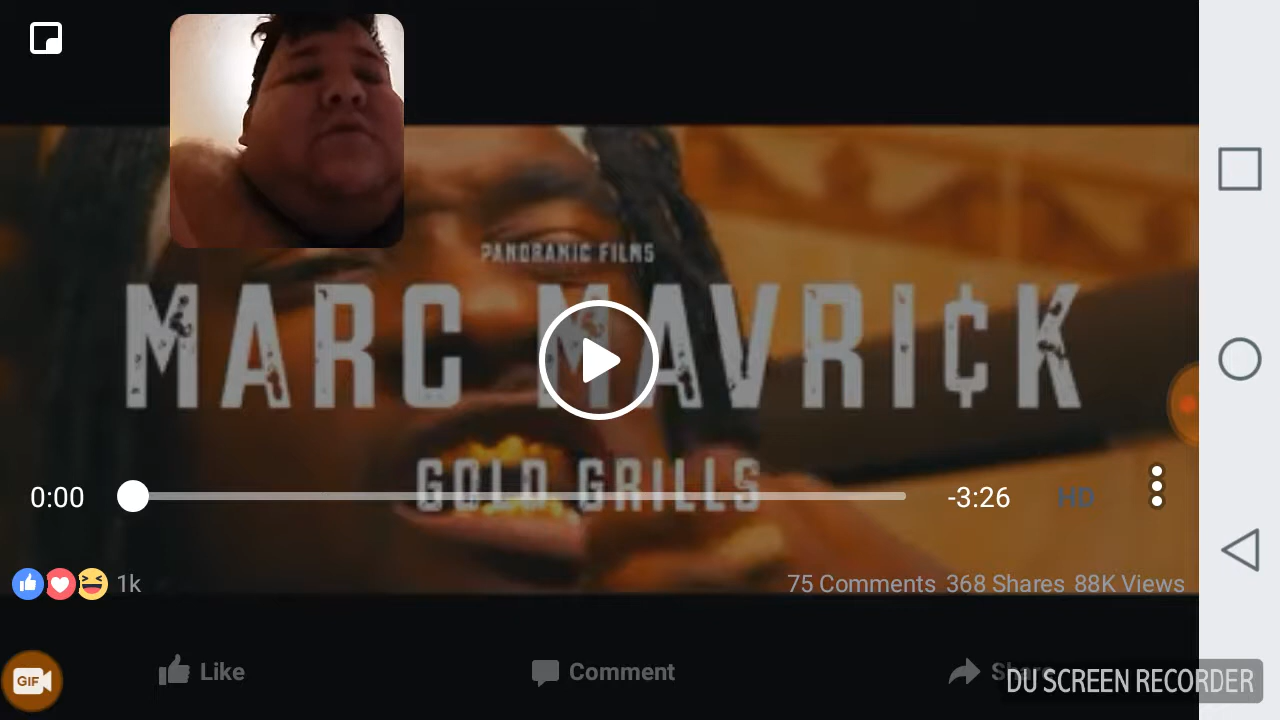 PANORAMIC FILMS
MARC MAVRI¢K
GOLD GRILLS
0:00
-3:26
HD
1k
75 Comments 368 Shares 88K Views
GIF
Like
Comment
Share
DU SCREEN RECORDER